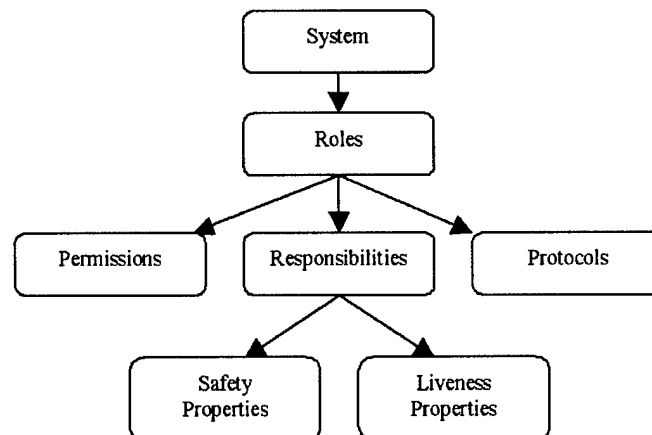 System
Roles
Permissions
Responsibilities
Protocols
Safety
Properties
Liveness
Properties